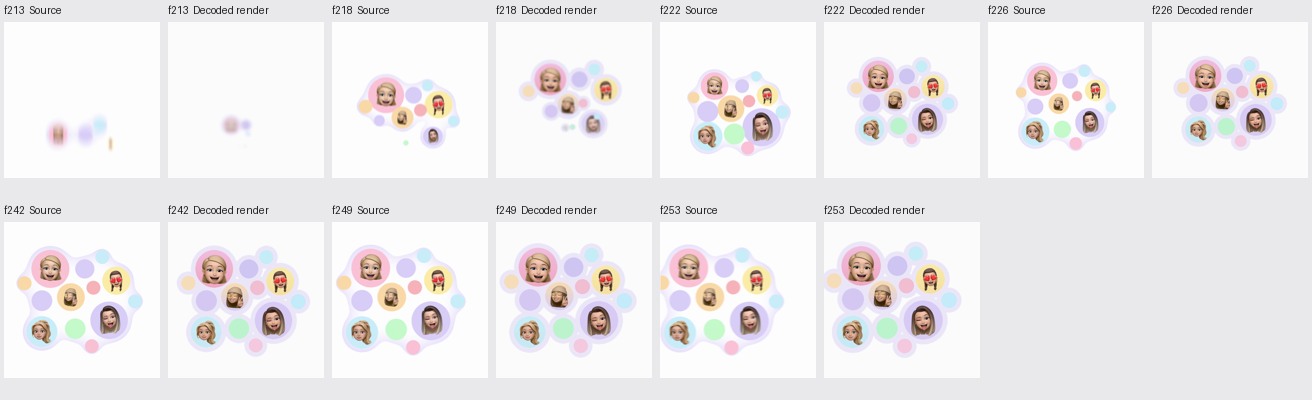 f213 Source
f213 Decoded render
f218 Source
f218 Decoded render
f222 Source
f222 Decoded render
f226 Source
f226 Decoded render
f242 Source
f242 Decoded render
f249 Source
f249 Decoded render
f253 Source
f253 Decoded render